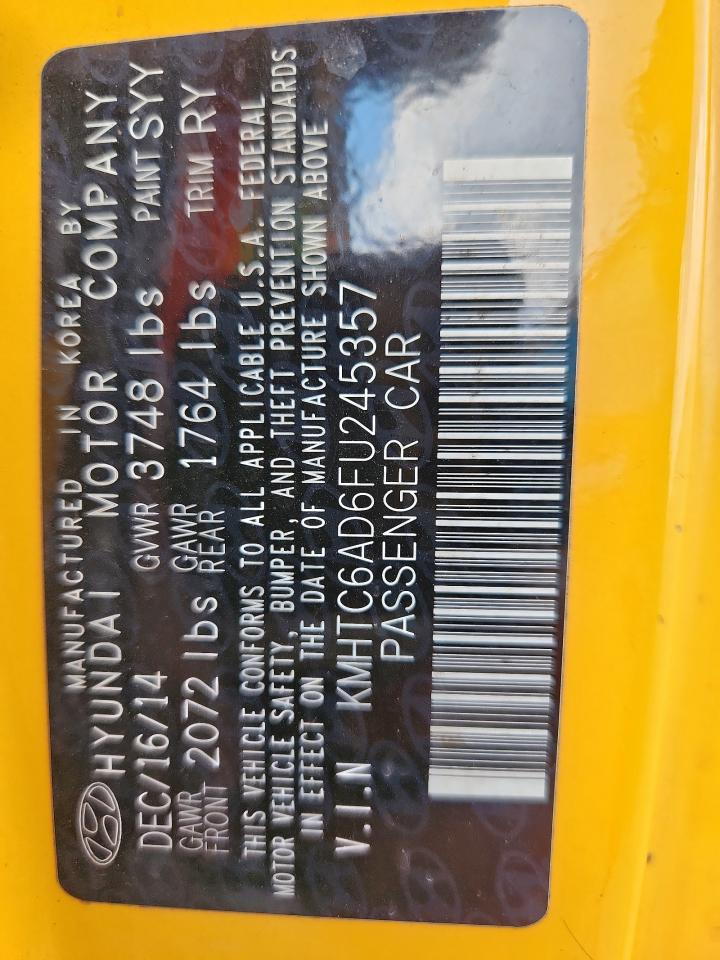 MANUFACTURED IN KOREA BY
HYUNDAI MOTOR COMPANY
DEC/16/14 GVWR 3748 lbs PAINT SYY
GAWR FRONT 2072 lbs GAWR REAR 1764 lbs TRIM RY
THIS VEHICLE CONFORMS TO ALL APPLICABLE U.S.A. FEDERAL
MOTOR VEHICLE SAFETY, BUMPER, AND THEFT PREVENTION STANDARDS
IN EFFECT ON THE DATE OF MANUFACTURE SHOWN ABOVE
V.I.N KMHTC6AD6FU245357
PASSENGER CAR